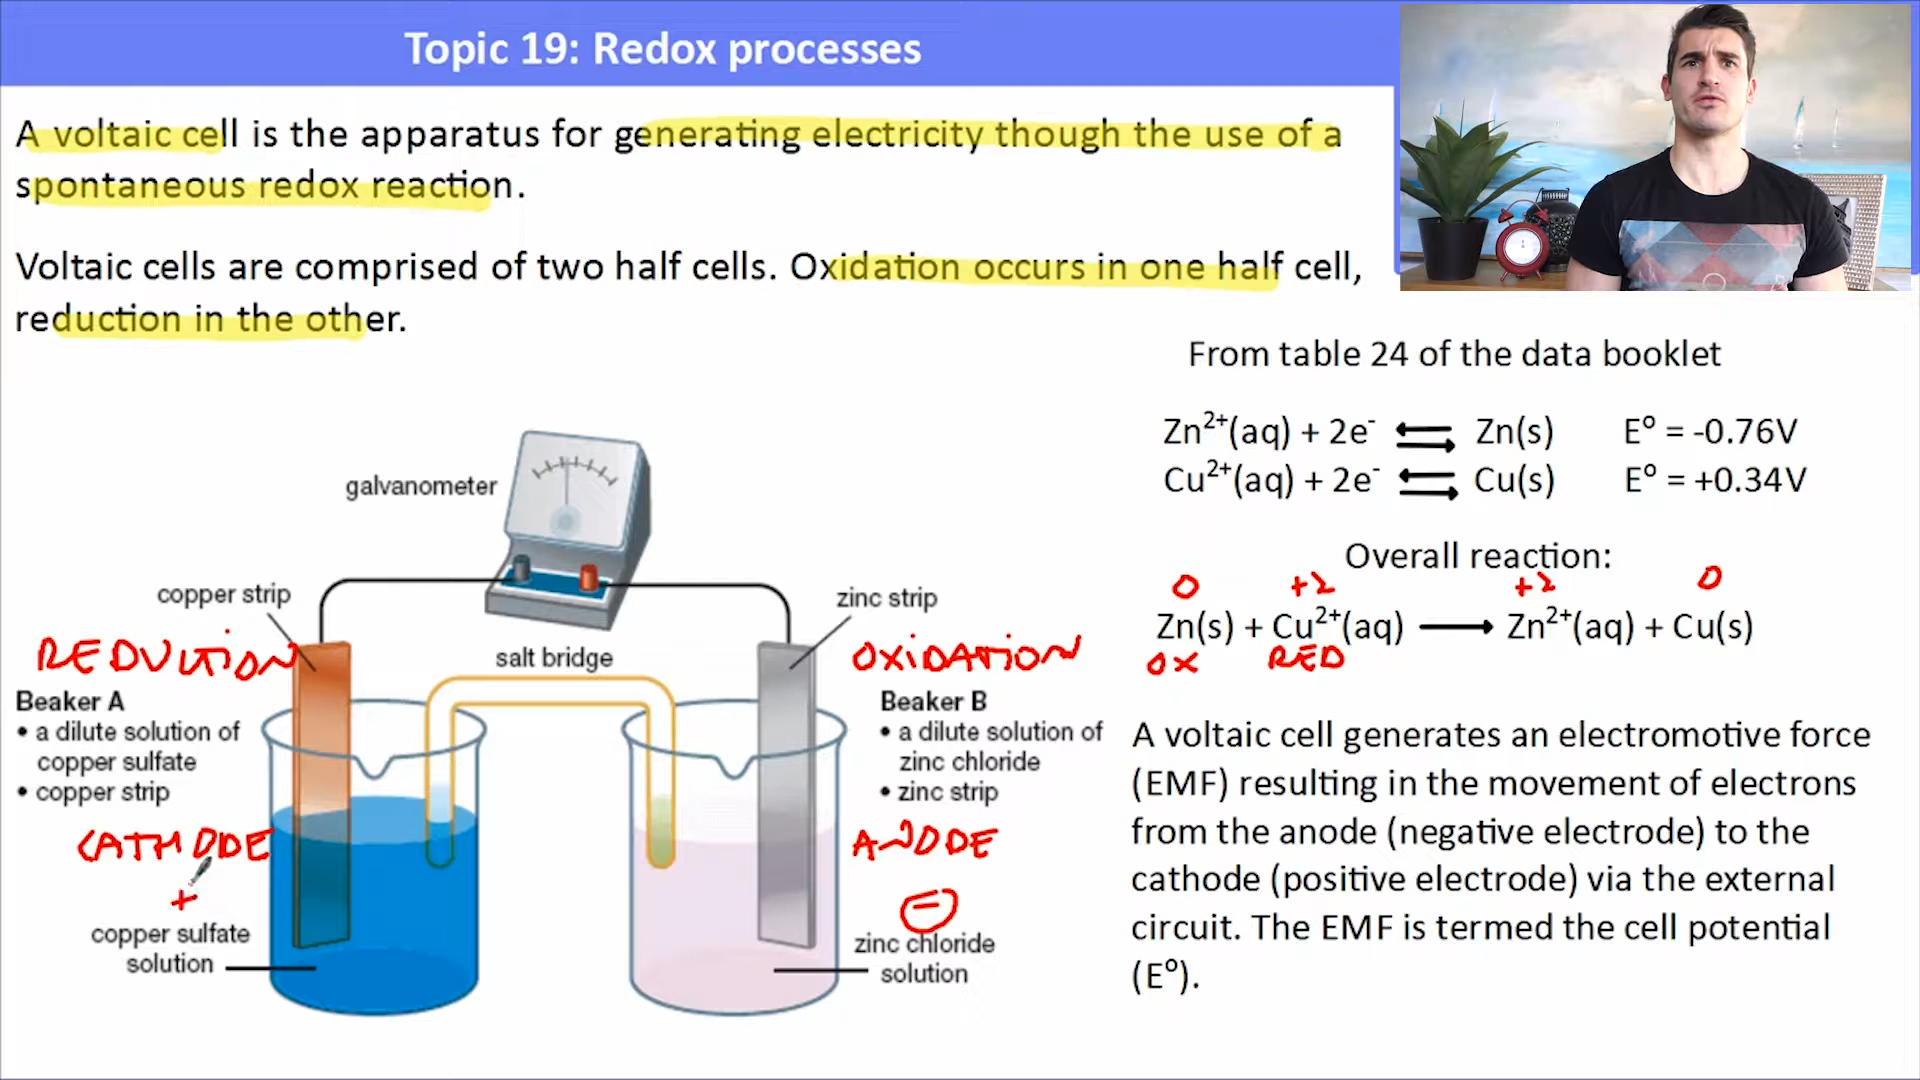 Topic 19: Redox processes
A voltaic cell is the apparatus for generating electricity though the use of a
spontaneous redox reaction.
Voltaic cells are comprised of two half cells. Oxidation occurs in one half cell,
reduction in the other.
From table 24 of the data booklet
Zn²⁺(aq) + 2e⁻ ⇌ Zn(s) Eº = -0.76V
Cu²⁺(aq) + 2e⁻ ⇌ Cu(s) Eº = +0.34V
Overall reaction:
0 +2 +2 0
Zn(s) + Cu²⁺(aq) ⟶ Zn²⁺(aq) + Cu(s)
OX RED
A voltaic cell generates an electromotive force
(EMF) resulting in the movement of electrons
from the anode (negative electrode) to the
cathode (positive electrode) via the external
circuit. The EMF is termed the cell potential
(Eº).
galvanometer
copper strip
zinc strip
salt bridge
REDUCTION
Beaker A
• a dilute solution of
copper sulfate
• copper strip
CATHODE
+
copper sulfate
solution
OXIDATION
Beaker B
• a dilute solution of
zinc chloride
• zinc strip
ANODE
−
zinc chloride
solution